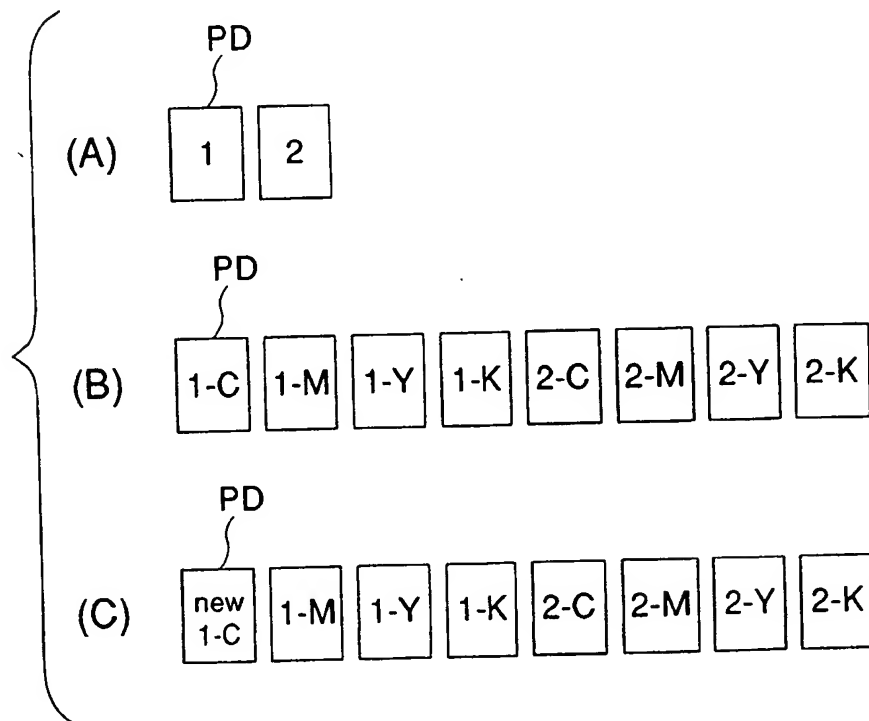 PD
(A) 1 2
PD
(B) 1-C 1-M 1-Y 1-K 2-C 2-M 2-Y 2-K
PD
(C) new 1-C 1-M 1-Y 1-K 2-C 2-M 2-Y 2-K